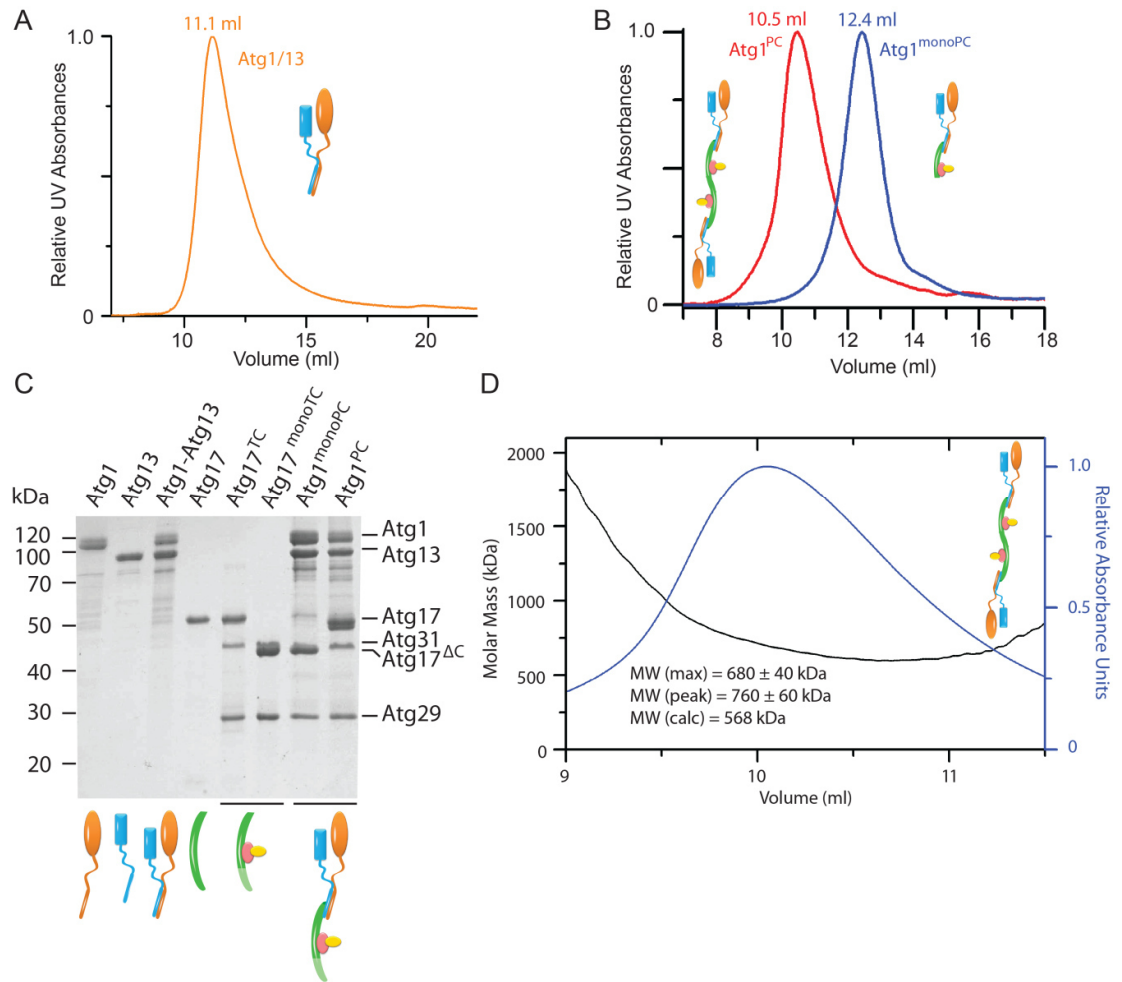 A
11.1 ml
Atg1/13
1.0
0
Relative UV Absorbances
10
15
20
Volume (ml)
B
10.5 ml
12.4 ml
Atg1PC
Atg1monoPC
1.0
0
Relative UV Absorbances
8
10
12
14
16
18
Volume (ml)
C
kDa
Atg1
Atg13
Atg1-Atg13
Atg17
Atg17TC
Atg17monoTC
Atg1monoPC
Atg1PC
120
100
70
50
40
30
20
Atg1
Atg13
Atg17
Atg31
Atg17ΔC
Atg29
D
2000
1500
1000
500
0
Molar Mass (kDa)
1.0
0.5
0
Relative Absorbance Units
MW (max) = 680 ± 40 kDa
MW (peak) = 760 ± 60 kDa
MW (calc) = 568 kDa
9
10
11
Volume (ml)